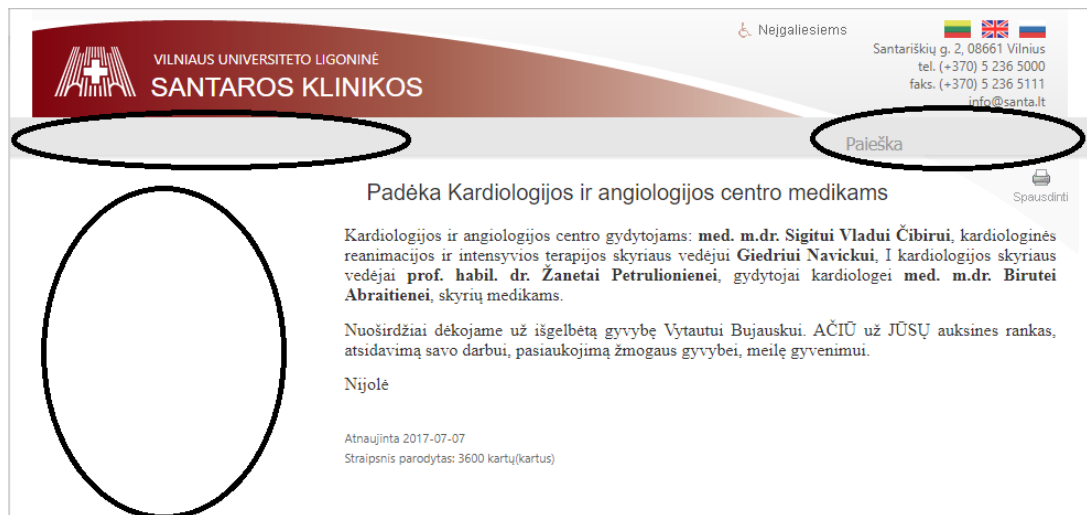 Neįgaliesiems
VILNIAUS UNIVERSITETO LIGONINĖ
SANTAROS KLINIKOS
Santariškių g. 2, 08661 Vilnius
tel. (+370) 5 236 5000
faks. (+370) 5 236 5111
info@santa.lt
Paieška
Spausdinti
Padėka Kardiologijos ir angiologijos centro medikams
Kardiologijos ir angiologijos centro gydytojams: med. m.dr. Sigitui Vladui Čibirui, kardiologinės
reanimacijos ir intensyvios terapijos skyriaus vedėjui Giedriui Navickui, I kardiologijos skyriaus
vedėjai prof. habil. dr. Žanetai Petrulionienei, gydytojai kardiologei med. m.dr. Birutei
Abraitienei, skyrių medikams.
Nuoširdžiai dėkojame už išgelbėtą gyvybę Vytautui Bujauskui. AČIŪ už JŪSŲ auksines rankas,
atsidavimą savo darbui, pasiaukojimą žmogaus gyvybei, meilę gyvenimui.
Nijolė
Atnaujinta 2017-07-07
Straipsnis parodytas: 3600 kartų(kartus)